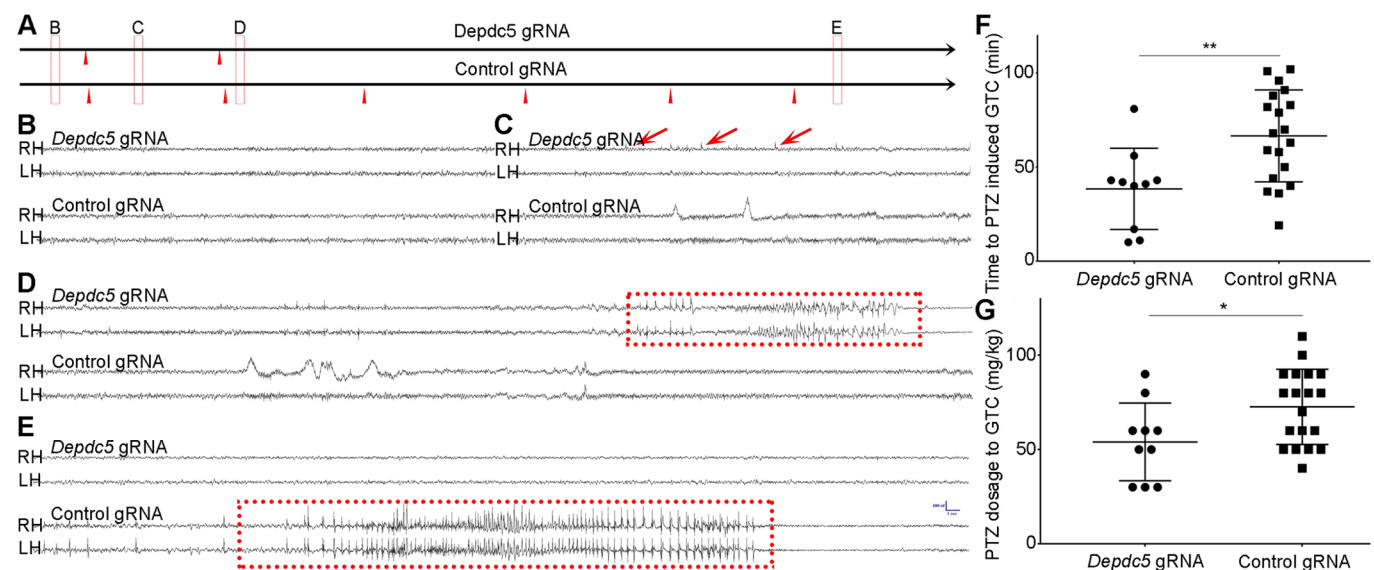 A
B
C
D
Depdc5 gRNA
E
Control gRNA
B
RH
Depdc5 gRNA
LH
RH
Control gRNA
LH
C
RH
Depdc5 gRNA
LH
RH
Control gRNA
LH
D
RH
Depdc5 gRNA
LH
RH
Control gRNA
LH
E
RH
Depdc5 gRNA
LH
RH
Control gRNA
LH
F
Time to PTZ induced GTC (min)
100
50
0
**
Depdc5 gRNA
Control gRNA
G
PTZ dosage to GTC (mg/kg)
100
50
0
*
Depdc5 gRNA
Control gRNA